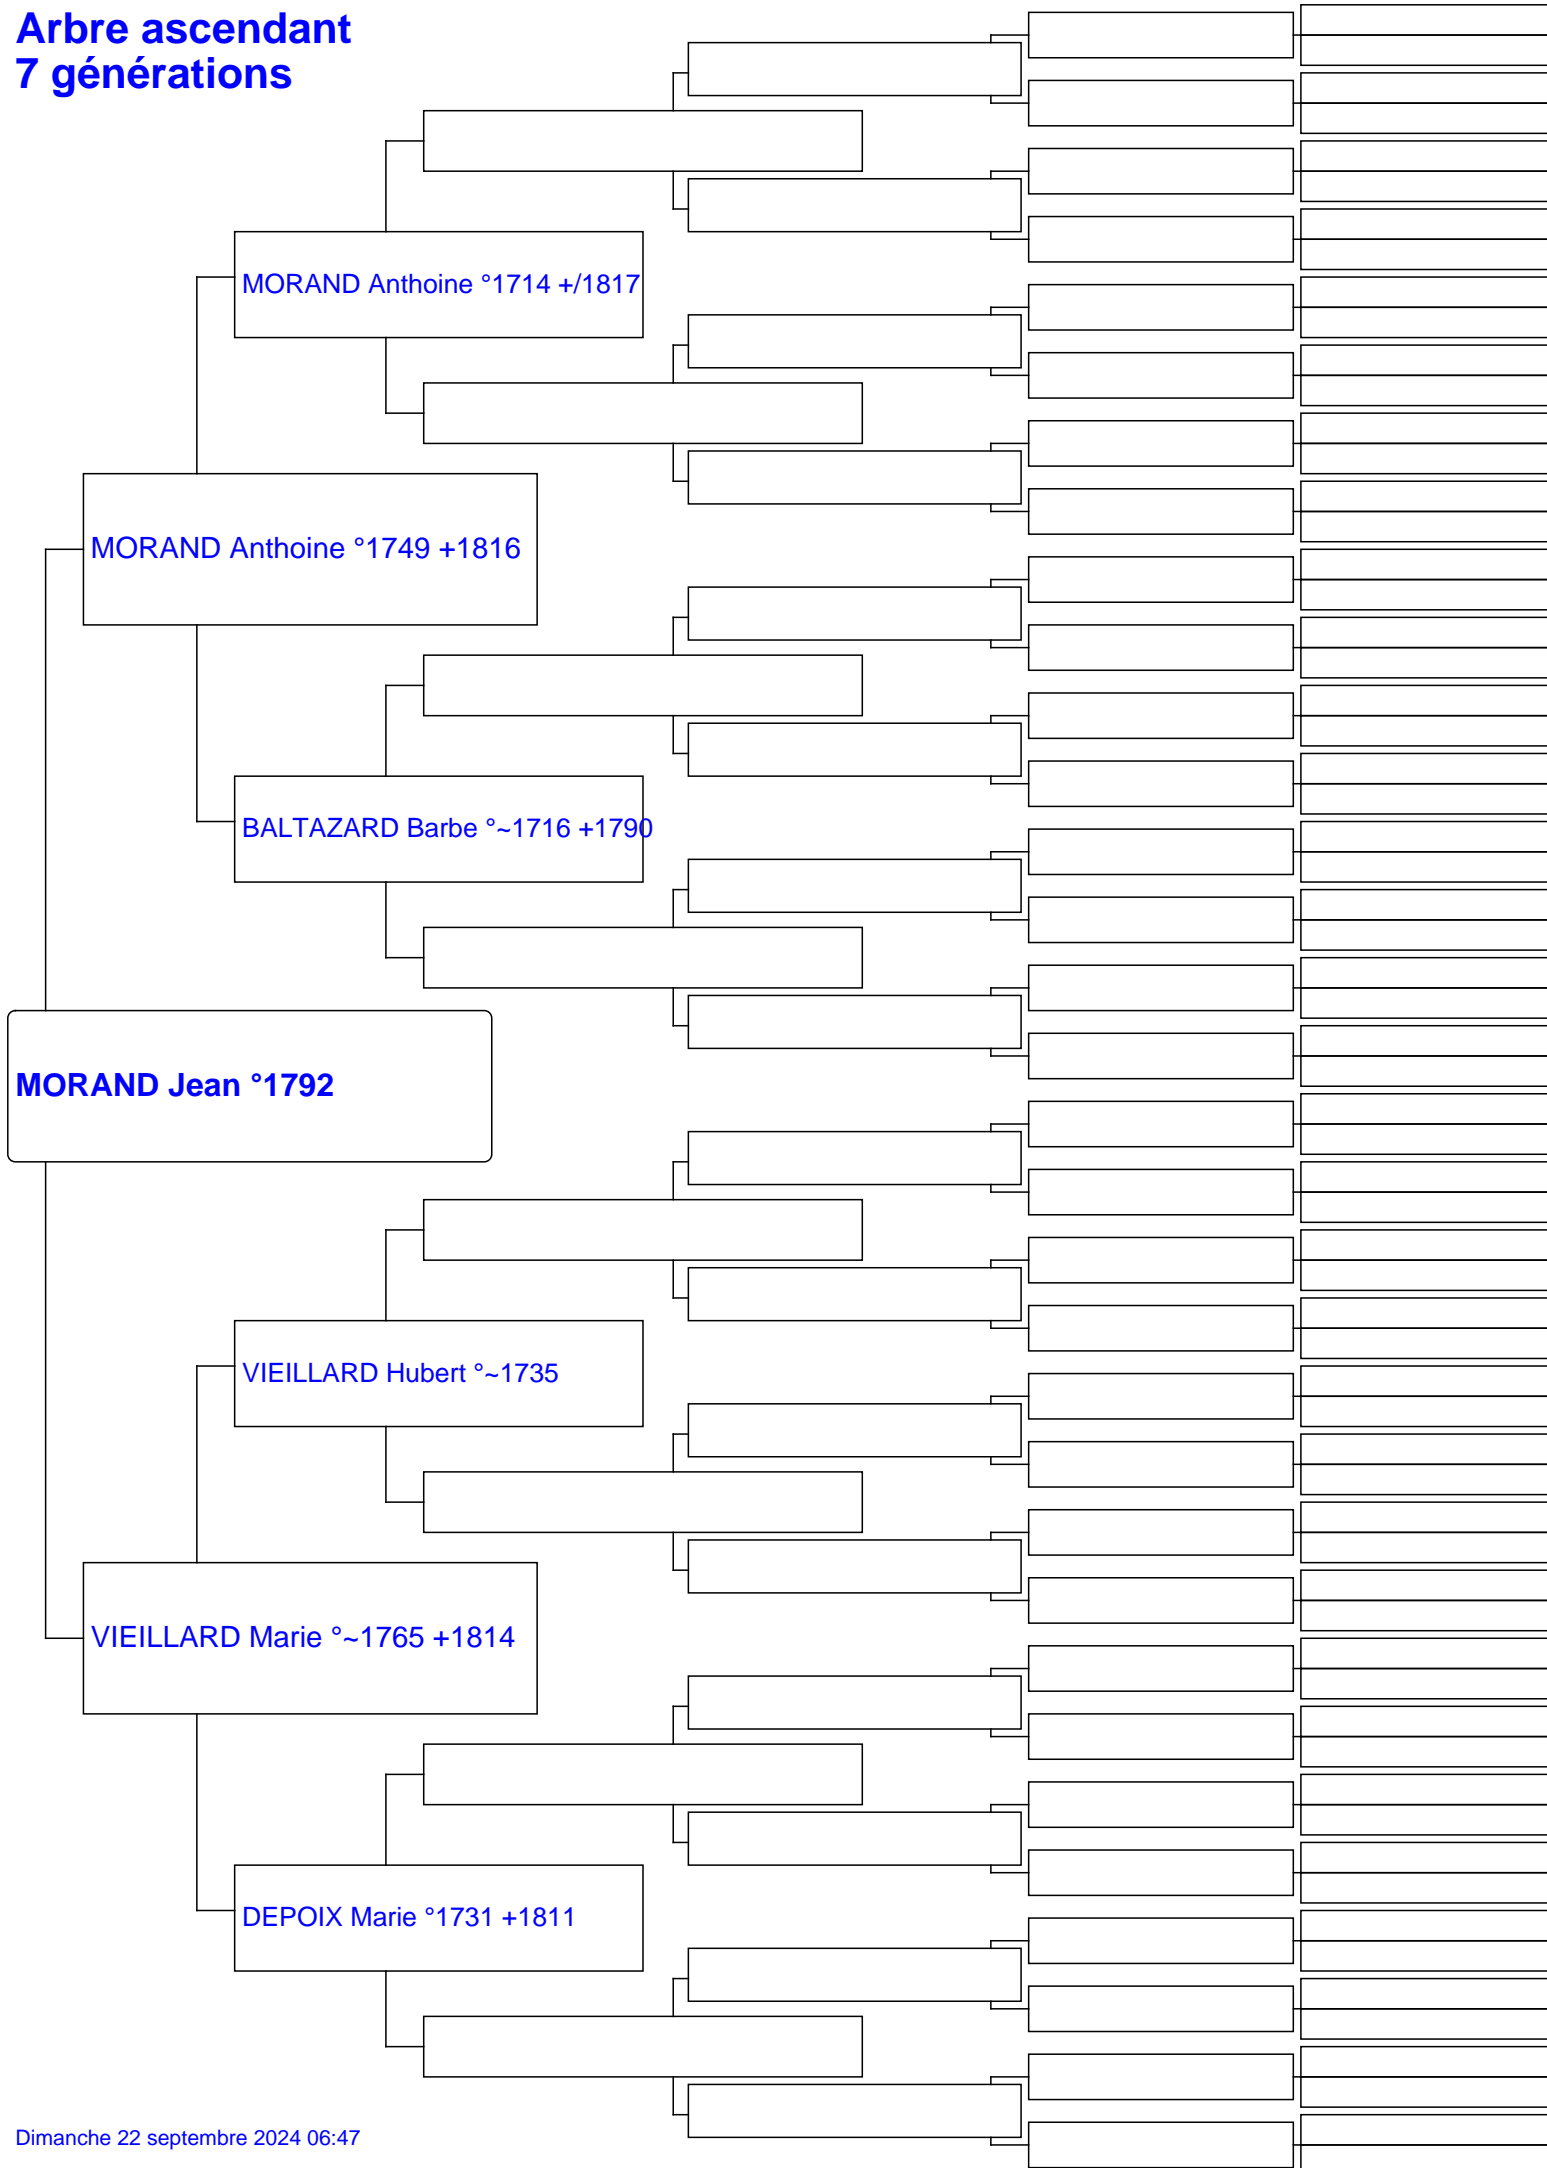 Arbre ascendant
7 générations
MORAND Anthoine °1714 +/1817
MORAND Anthoine °1749 +1816
BALTAZARD Barbe °~1716 +1790
MORAND Jean °1792
VIEILLARD Hubert °~1735
VIEILLARD Marie °~1765 +1814
DEPOIX Marie °1731 +1811
Dimanche 22 septembre 2024 06:47